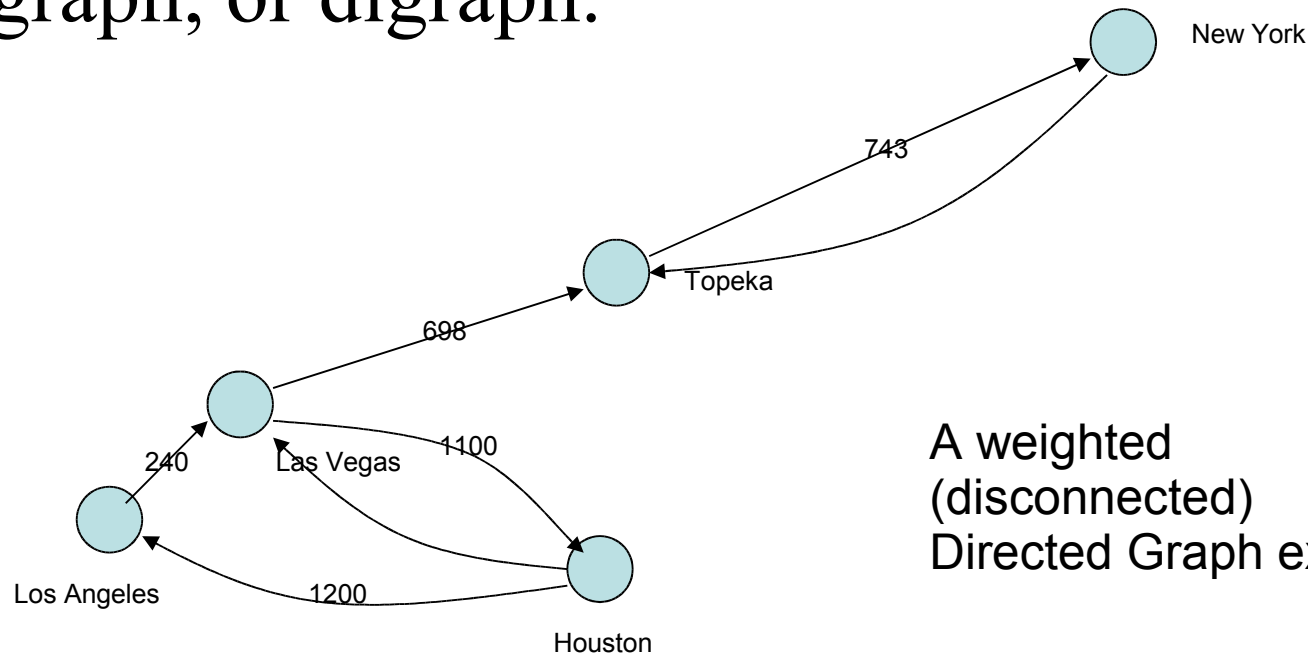 graph, or digraph.
New York
743
Topeka
698
1100
240
Las Vegas
A weighted
(disconnected)
Directed Graph
Los Angeles
1200
Houston